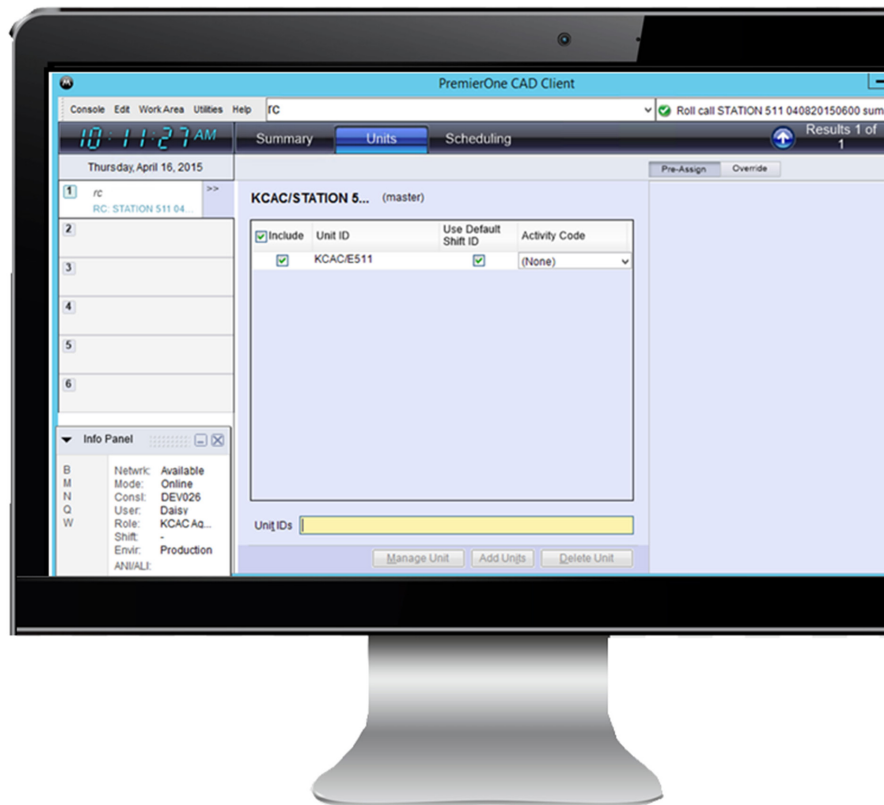 PremierOne CAD Client
Console Edit Work Area Utilities Help rc Roll call STATION 511 040820150600 sum
10:11:27 AM Summary Units Scheduling Results 1 of
1
Thursday, April 16, 2015 Pre-Assign Override
1 rc >>
RC: STATION 511 04...
KCAC/STATION 5... (master)
2
Include Unit ID Use Default Shift ID Activity Code
KCAC/E511 (None)
3
4
5
6
Info Panel
B Netwrk: Available
M Mode: Online
N Consl: DEV026
Q User: Daisy
W Role: KCAC Aq...
Shift: -
Envir: Production
ANI/ALI:
Unit IDs
Manage Unit Add Units Delete Unit